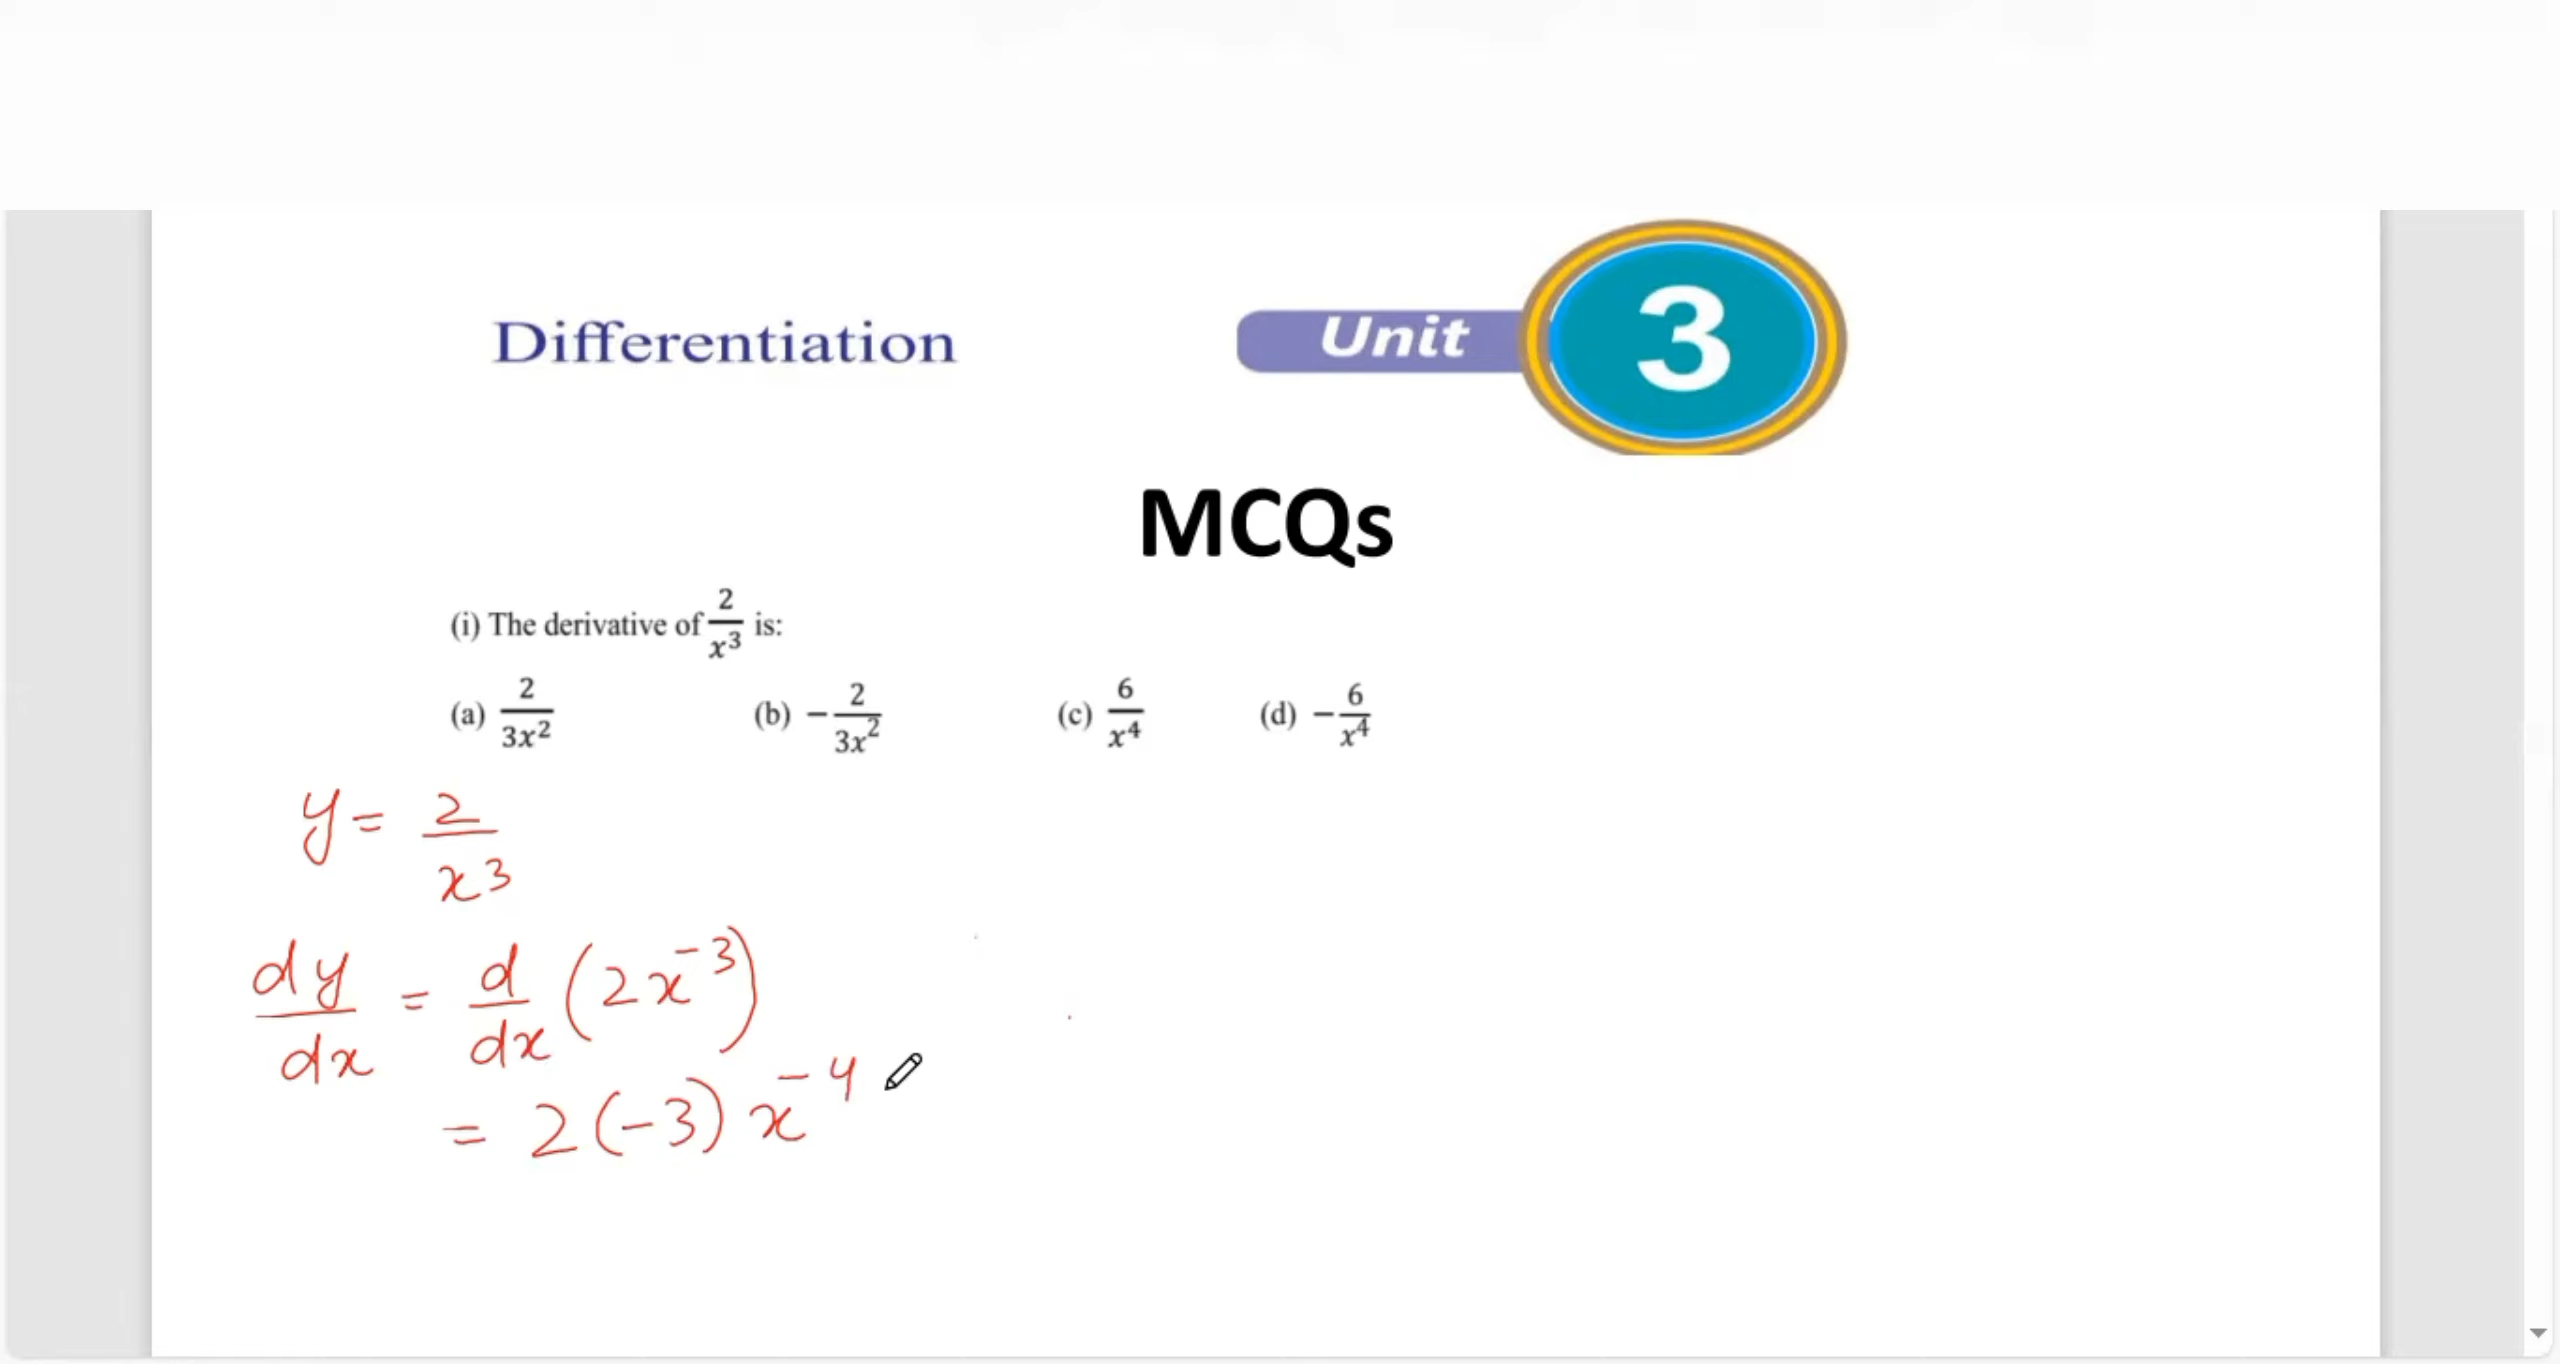 Differentiation Unit 3
MCQs
(i) The derivative of 2/x³ is:
(a) 2/3x² (b) −2/3x² (c) 6/x⁴ (d) −6/x⁴
y = 2/x³
dy/dx = d/dx (2x⁻³)
= 2(−3) x⁻⁴